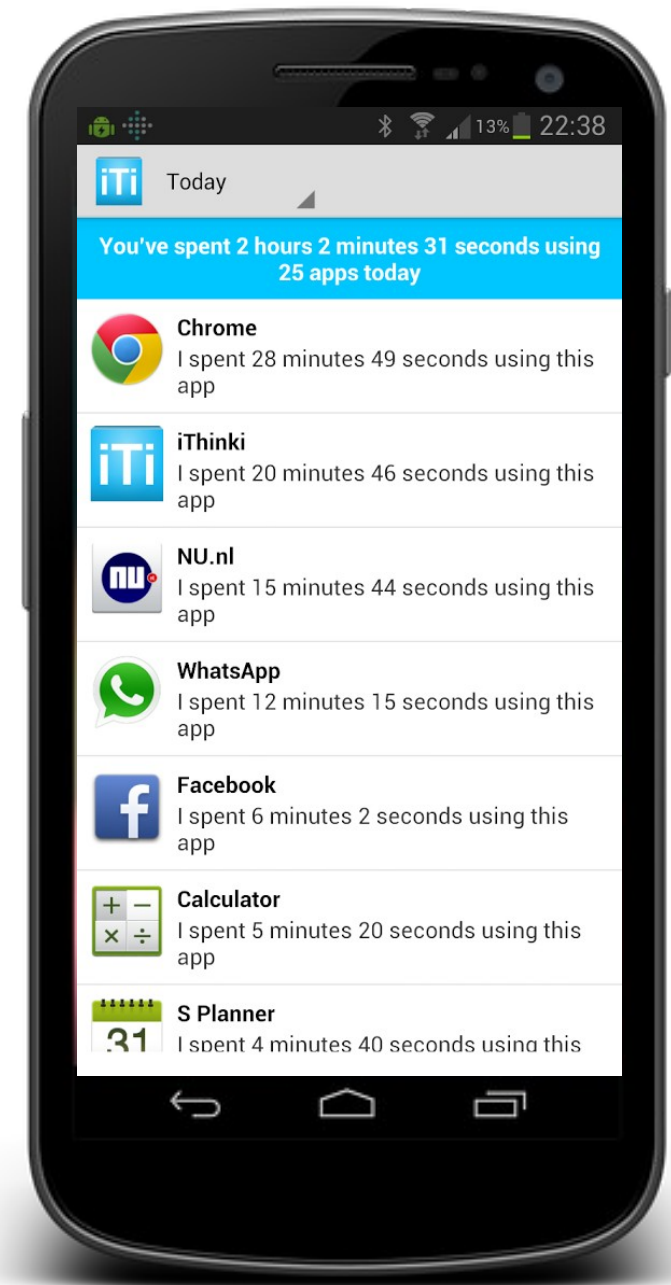 13% 22:38
iTi Today
You've spent 2 hours 2 minutes 31 seconds using
25 apps today
Chrome
I spent 28 minutes 49 seconds using this
app
iTi
iThinki
I spent 20 minutes 46 seconds using this
app
nu
NU.nl
I spent 15 minutes 44 seconds using this
app
WhatsApp
I spent 12 minutes 15 seconds using this
app
f
Facebook
I spent 6 minutes 2 seconds using this
app
+ −
× ÷
Calculator
I spent 5 minutes 20 seconds using this
app
31
S Planner
I spent 4 minutes 40 seconds using this